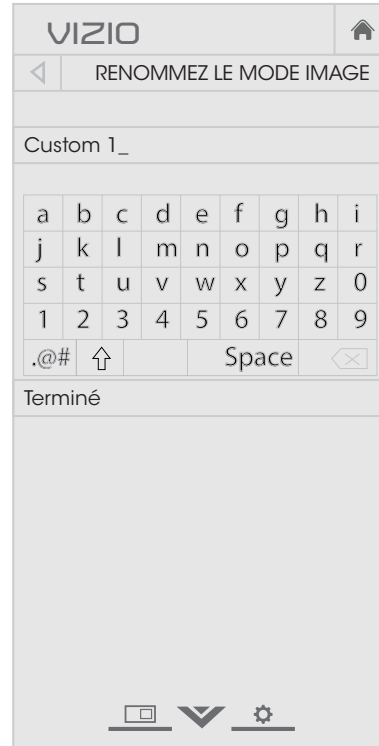 VIZIO
RENOMMEZ LE MODE IMAGE
Custom 1_
a b c d e f g h i
j k l m n o p q r
s t u v w x y z 0
1 2 3 4 5 6 7 8 9
.@# Space
Terminé